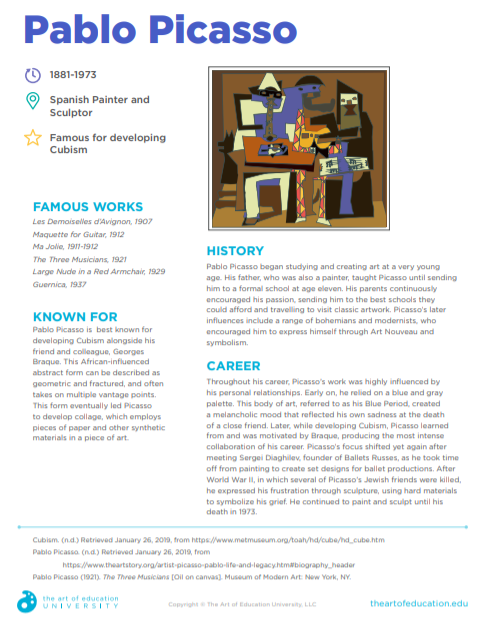 Pablo Picasso
1881-1973
Spanish Painter and
Sculptor
Famous for developing
Cubism
FAMOUS WORKS
Les Demoiselles d'Avignon, 1907
Maquette for Guitar, 1912
Ma Jolie, 1911-1912
The Three Musicians, 1921
Large Nude in a Red Armchair, 1929
Guernica, 1937
KNOWN FOR
Pablo Picasso is best known for
developing Cubism alongside his
friend and colleague, Georges
Braque. This African-influenced
abstract form can be described as
geometric and fractured, and often
takes on multiple vantage points.
This form eventually led Picasso
to develop collage, which employs
pieces of paper and other synthetic
materials in a piece of art.
HISTORY
Pablo Picasso began studying and creating art at a very young
age. His father, who was also a painter, taught Picasso until sending
him to a formal school at age eleven. His parents continuously
encouraged his passion, sending him to the best schools they
could afford and travelling to visit classic artwork. Picasso's later
influences include a range of bohemians and modernists, who
encouraged him to express himself through Art Nouveau and
symbolism.
CAREER
Throughout his career, Picasso's work was highly influenced by
his personal relationships. Early on, he relied on a blue and gray
palette. This body of art, referred to as his Blue Period, created
a melancholic mood that reflected his own sadness at the death
of a close friend. Later, while developing Cubism, Picasso learned
from and was motivated by Braque, producing the most intense
collaboration of his career. Picasso's focus shifted yet again after
meeting Sergei Diaghilev, founder of Ballets Russes, as he took time
off from painting to create set designs for ballet productions. After
World War II, in which several of Picasso's Jewish friends were killed,
he expressed his frustration through sculpture, using hard materials
to symbolize his grief. He continued to paint and sculpt until his
death in 1973.
Cubism. (n.d.) Retrieved January 26, 2019, from https://www.metmuseum.org/toah/hd/cube/hd_cube.htm
Pablo Picasso. (n.d.) Retrieved January 26, 2019, from
https://www.theartstory.org/artist-picasso-pablo-life-and-legacy.htm#biography_header
Pablo Picasso (1921). The Three Musicians [Oil on canvas]. Museum of Modern Art: New York, NY.
the art of education
UNIVERSITY
Copyright © The Art of Education University, LLC
theartofeducation.edu